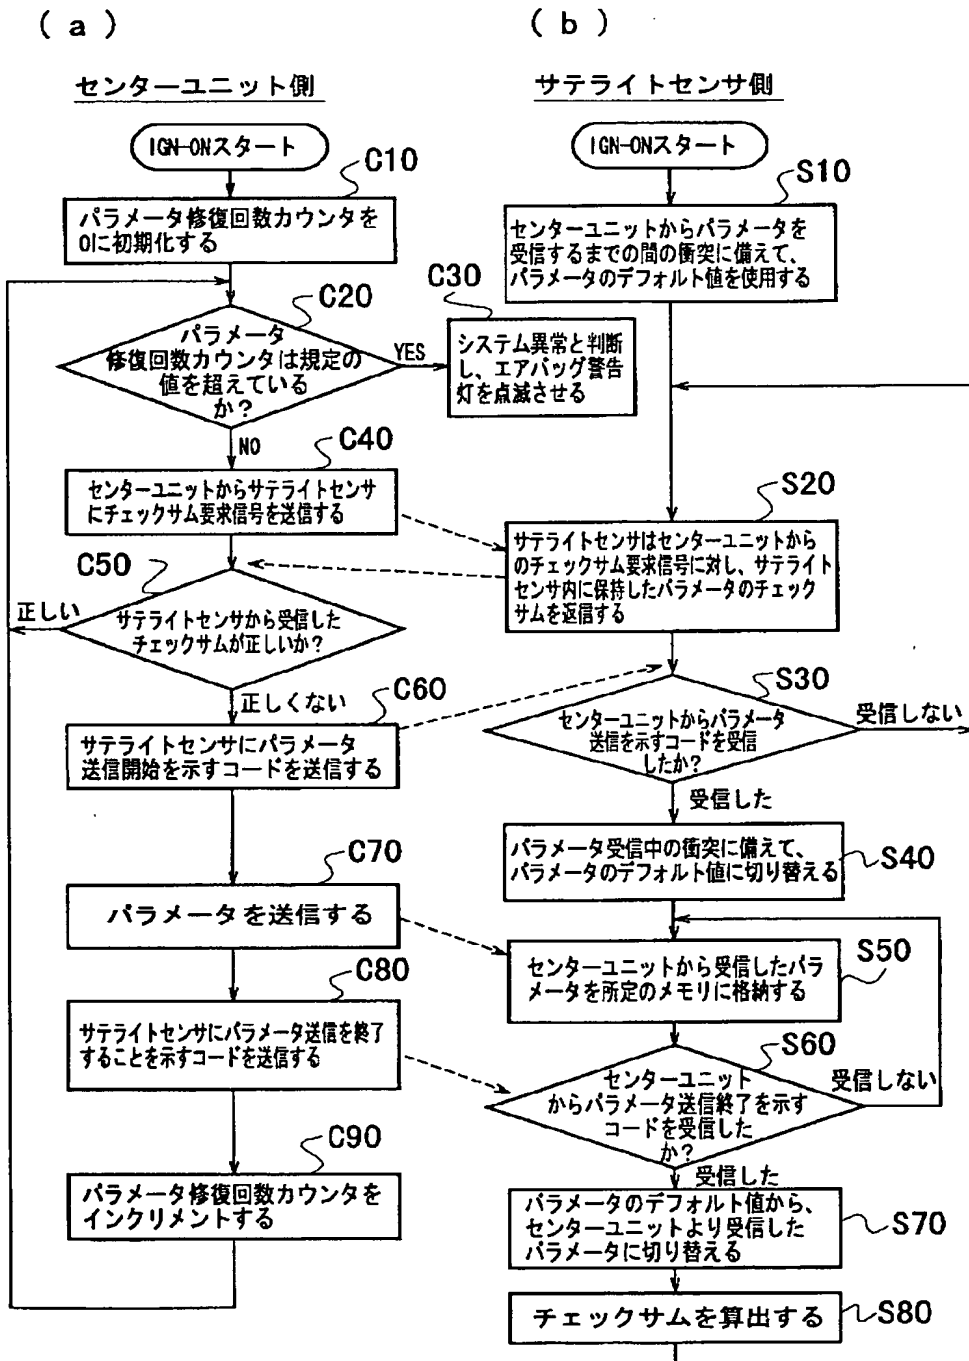 (a)
センターユニット側
IGN-ONスタート
C10
パラメータ修復回数カウンタを
0に初期化する
C20
パラメータ
修復回数カウンタは規定の
値を超えている
か?
YES
NO
C30
システム異常と判断
し、エアバッグ警告
灯を点滅させる
C40
センターユニットからサテライトセンサ
にチェックサム要求信号を送信する
C50
サテライトセンサから受信した
チェックサムが正しいか?
正しい
正しくない
C60
サテライトセンサにパラメータ
送信開始を示すコードを送信する
C70
パラメータを送信する
C80
サテライトセンサにパラメータ送信を終了
することを示すコードを送信する
C90
パラメータ修復回数カウンタを
インクリメントする
(b)
サテライトセンサ側
IGN-ONスタート
S10
センターユニットからパラメータを
受信するまでの間の衝突に備えて、
パラメータのデフォルト値を使用する
S20
サテライトセンサはセンターユニットから
のチェックサム要求信号に対し、サテライト
センサ内に保持したパラメータのチェック
サムを返信する
S30
センターユニットからパラメータ
送信を示すコードを受信
したか?
受信しない
受信した
S40
パラメータ受信中の衝突に備えて、
パラメータのデフォルト値に切り替える
S50
センターユニットから受信したパラ
メータを所定のメモリに格納する
S60
センターユニット
からパラメータ送信終了を示す
コードを受信した
か?
受信しない
受信した
S70
パラメータのデフォルト値から、
センターユニットより受信した
パラメータに切り替える
S80
チェックサムを算出する